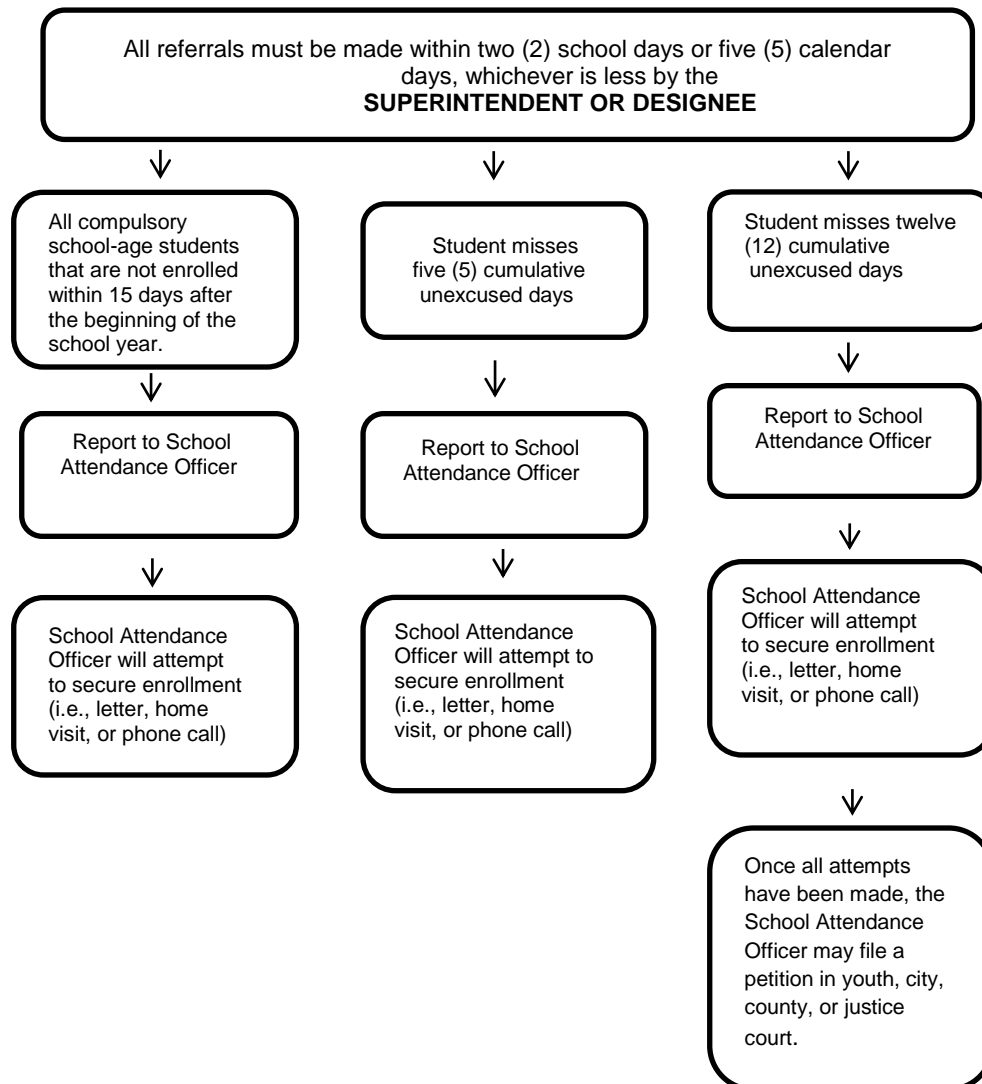 All referrals must be made within two (2) school days or five (5) calendar
days, whichever is less by the
SUPERINTENDENT OR DESIGNEE
All compulsory
school-age students
that are not enrolled
within 15 days after
the beginning of the
school year.
Report to School
Attendance Officer
School Attendance
Officer will attempt
to secure enrollment
(i.e., letter, home
visit, or phone call)
Student misses
five (5) cumulative
unexcused days
Report to School
Attendance Officer
School Attendance
Officer will attempt to
secure enrollment
(i.e., letter, home
visit, or phone call)
Student misses twelve
(12) cumulative
unexcused days
Report to School
Attendance Officer
School Attendance
Officer will attempt
to secure enrollment
(i.e., letter, home
visit, or phone call)
Once all attempts
have been made, the
School Attendance
Officer may file a
petition in youth, city,
county, or justice
court.